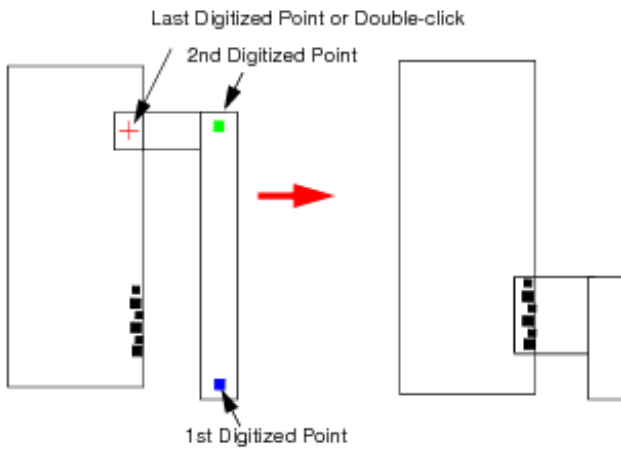 Last Digitized Point or Double-click
2nd Digitized Point
1st Digitized Point